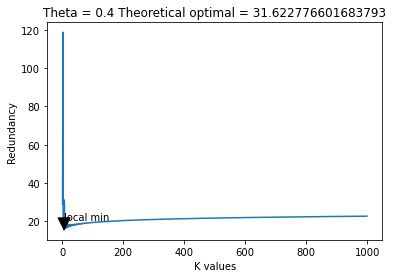 Theta = 0.4 Theoretical optimal = 31.622776601683793
120
100
80
60
40
20
Redundancy
local min
0 200 400 600 800 1000
K values